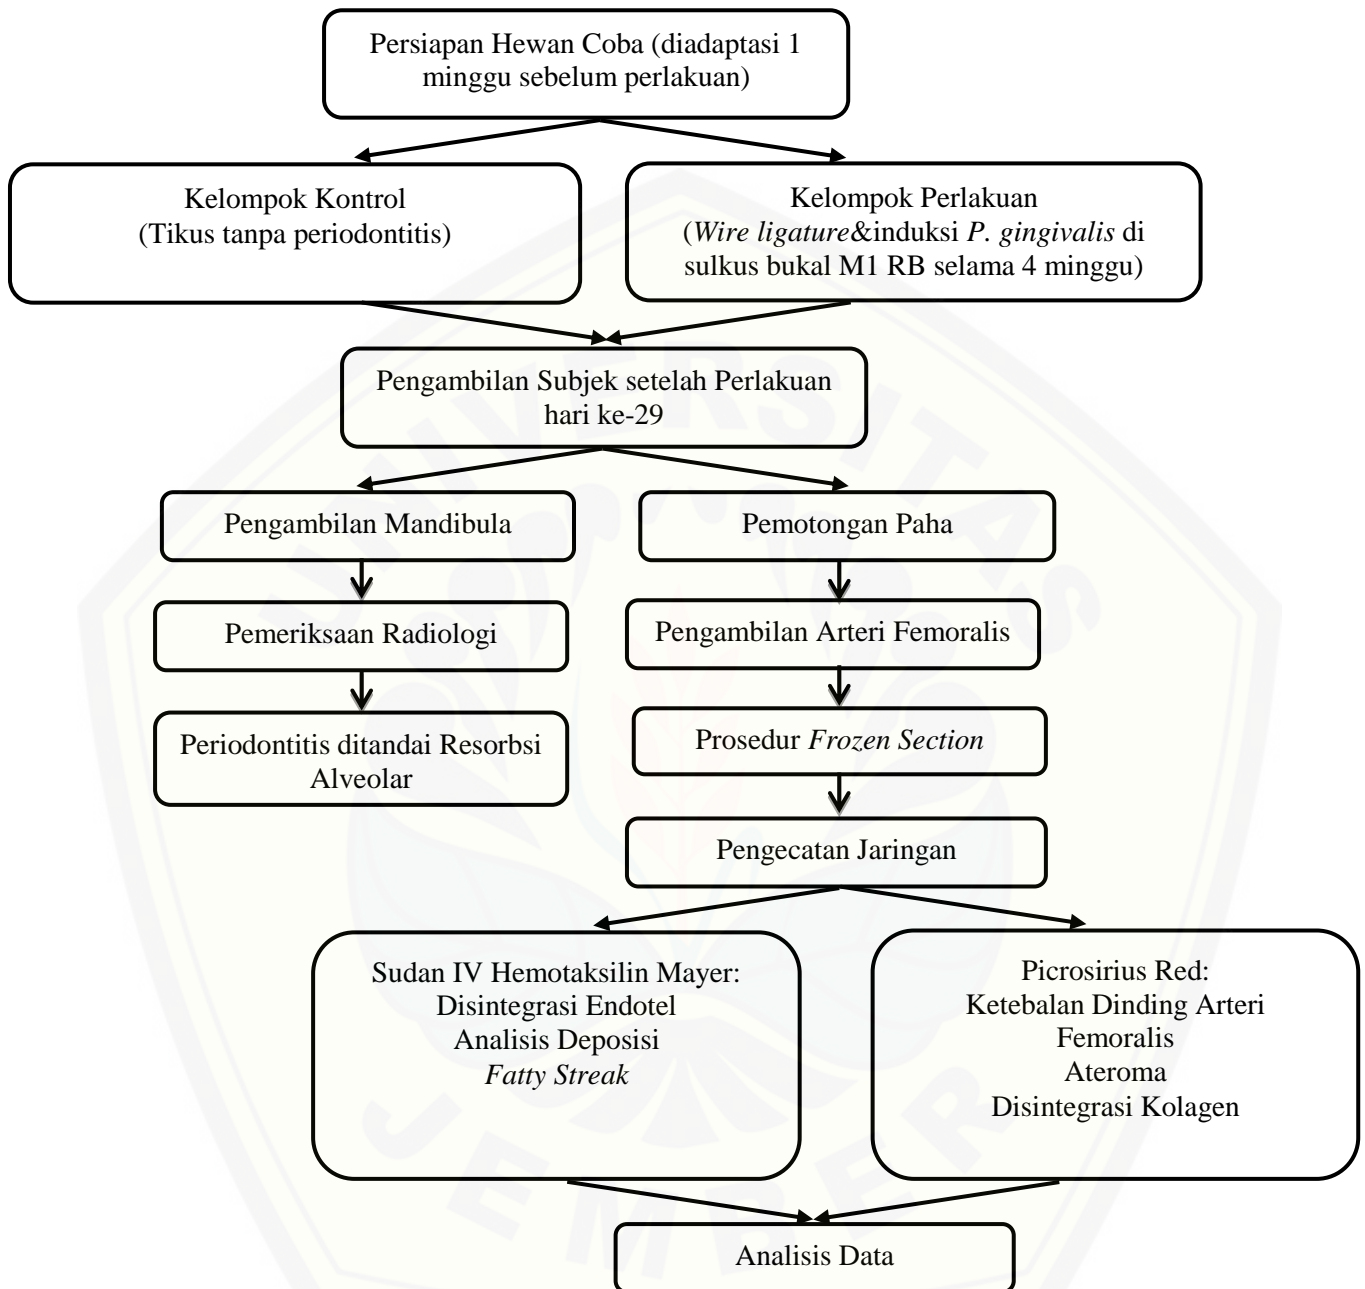 Persiapan Hewan Coba (diadaptasi 1
minggu sebelum perlakuan)
Kelompok Kontrol
(Tikus tanpa periodontitis)
Kelompok Perlakuan
(Wire ligature&induksi P. gingivalis di
sulkus bukal M1 RB selama 4 minggu)
Pengambilan Subjek setelah Perlakuan
hari ke-29
Pengambilan Mandibula
Pemotongan Paha
Pemeriksaan Radiologi
Pengambilan Arteri Femoralis
Periodontitis ditandai Resorbsi
Alveolar
Prosedur Frozen Section
Pengecatan Jaringan
Sudan IV Hemotaksilin Mayer:
Disintegrasi Endotel
Analisis Deposisi
Fatty Streak
Picrosirius Red:
Ketebalan Dinding Arteri
Femoralis
Ateroma
Disintegrasi Kolagen
Analisis Data
UNIVERSITAS
JEMBER